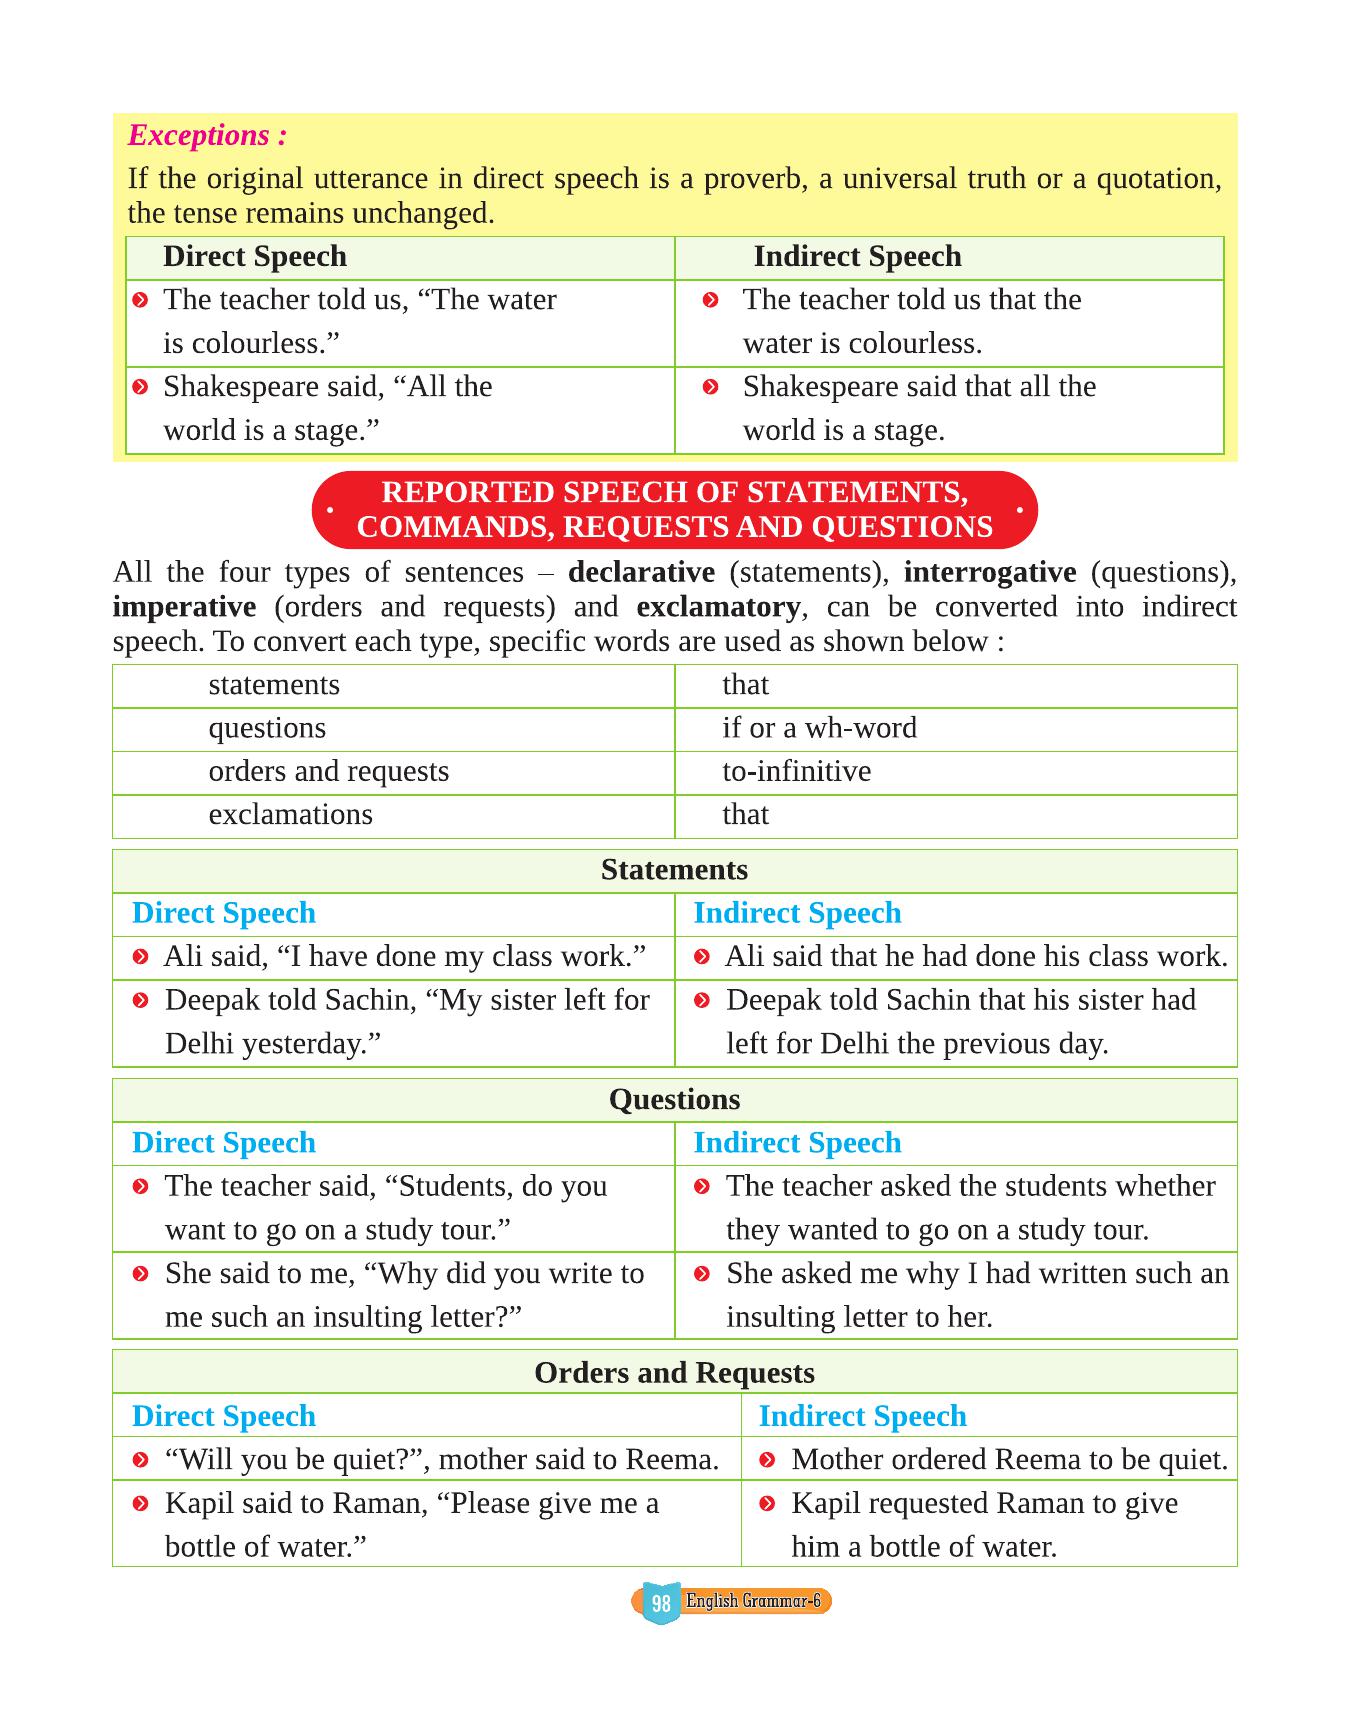 Exceptions :
If the original utterance in direct speech is a proverb, a universal truth or a quotation,
the tense remains unchanged.
Direct Speech
Indirect Speech
The teacher told us, “The water
is colourless.”
The teacher told us that the
water is colourless.
Shakespeare said, “All the
world is a stage.”
Shakespeare said that all the
world is a stage.
REPORTED SPEECH OF STATEMENTS,
COMMANDS, REQUESTS AND QUESTIONS
All the four types of sentences – declarative (statements), interrogative (questions),
imperative (orders and requests) and exclamatory, can be converted into indirect
speech. To convert each type, specific words are used as shown below :
statements
that
questions
if or a wh-word
orders and requests
to-infinitive
exclamations
that
Statements
Direct Speech
Indirect Speech
Ali said, “I have done my class work.”
Ali said that he had done his class work.
Deepak told Sachin, “My sister left for
Delhi yesterday.”
Deepak told Sachin that his sister had
left for Delhi the previous day.
Questions
Direct Speech
Indirect Speech
The teacher said, “Students, do you
want to go on a study tour.”
The teacher asked the students whether
they wanted to go on a study tour.
She said to me, “Why did you write to
me such an insulting letter?”
She asked me why I had written such an
insulting letter to her.
Orders and Requests
Direct Speech
Indirect Speech
“Will you be quiet?”, mother said to Reema.
Mother ordered Reema to be quiet.
Kapil said to Raman, “Please give me a
bottle of water.”
Kapil requested Raman to give
him a bottle of water.
98 English Grammar-6